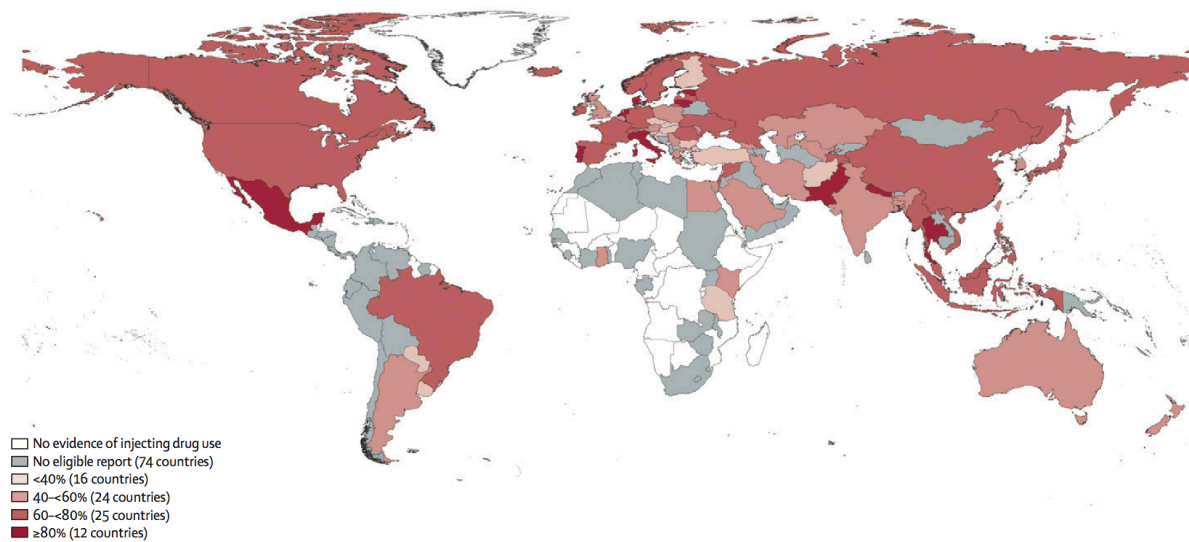 No evidence of injecting drug use
No eligible report (74 countries)
<40% (16 countries)
40–<60% (24 countries)
60–<80% (25 countries)
≥80% (12 countries)